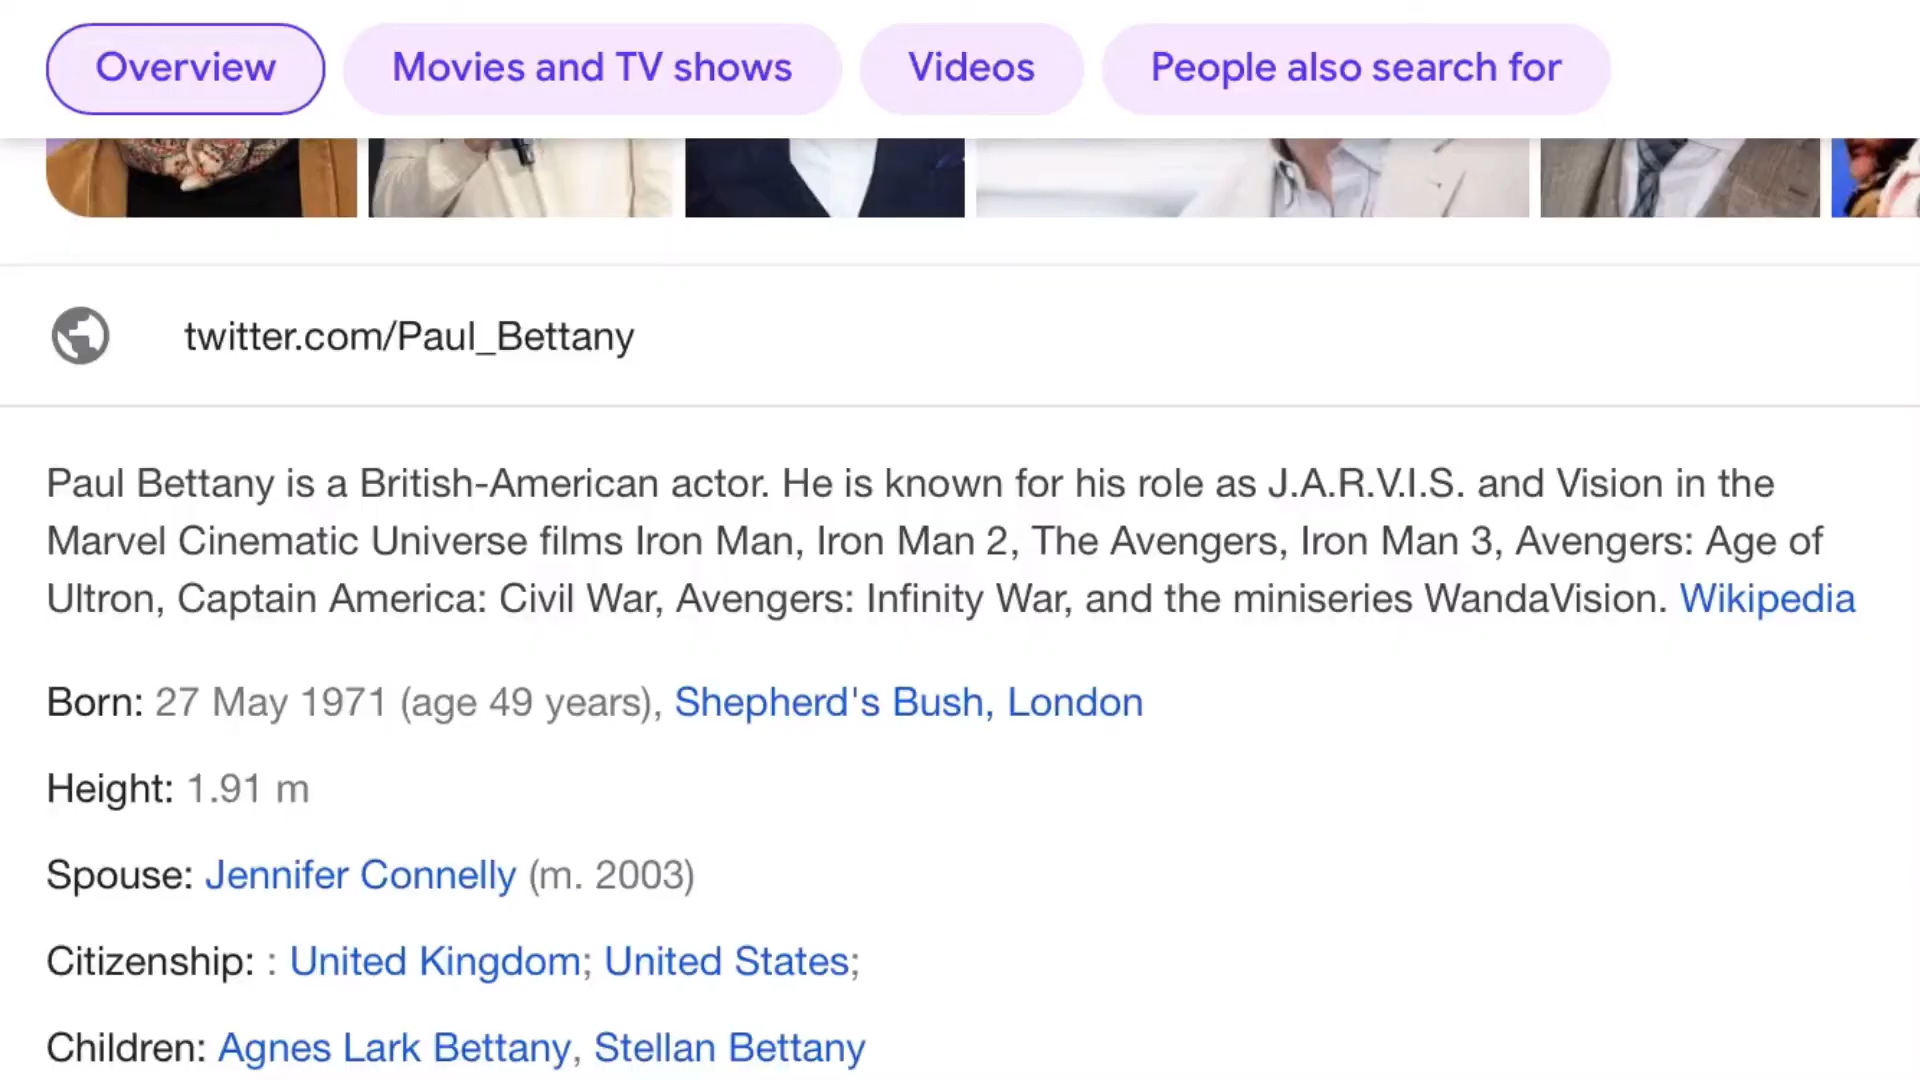 Overview
Movies and TV shows
Videos
People also search for
twitter.com/Paul_Bettany
Paul Bettany is a British-American actor. He is known for his role as J.A.R.V.I.S. and Vision in the
Marvel Cinematic Universe films Iron Man, Iron Man 2, The Avengers, Iron Man 3, Avengers: Age of
Ultron, Captain America: Civil War, Avengers: Infinity War, and the miniseries WandaVision. Wikipedia
Born: 27 May 1971 (age 49 years), Shepherd's Bush, London
Height: 1.91 m
Spouse: Jennifer Connelly (m. 2003)
Citizenship: : United Kingdom; United States;
Children: Agnes Lark Bettany, Stellan Bettany